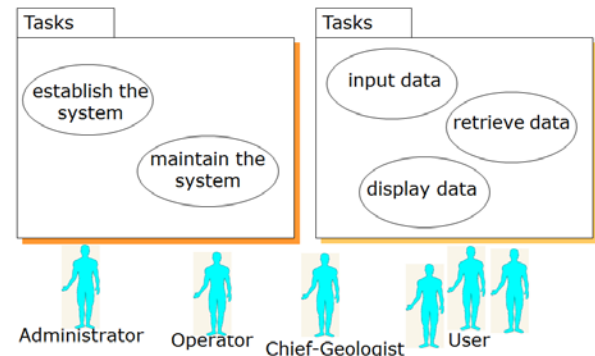 Tasks
establish the
system
maintain the
system
Tasks
input data
retrieve data
display data
Administrator
Operator
Chief-Geologist
User